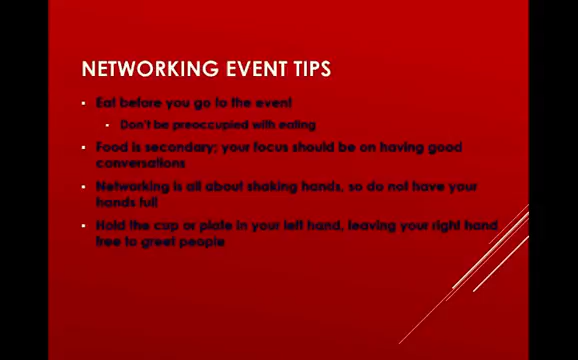 NETWORKING EVENT TIPS
Eat before you go to the event
Don't be preoccupied with eating
Food is secondary; your focus should be on having good
conversations
Networking is all about shaking hands, so do not have your
hands full
Hold the cup or plate in your left hand, leaving your right hand
free to greet people